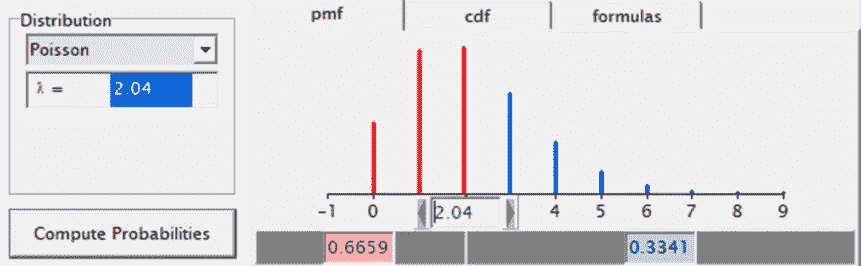 Distribution
Poisson
λ =
2.04
Compute Probabilities
pmf
cdf
formulas
-1 0 2.04 4 5 6 7 8 9
0.6659 0.3341